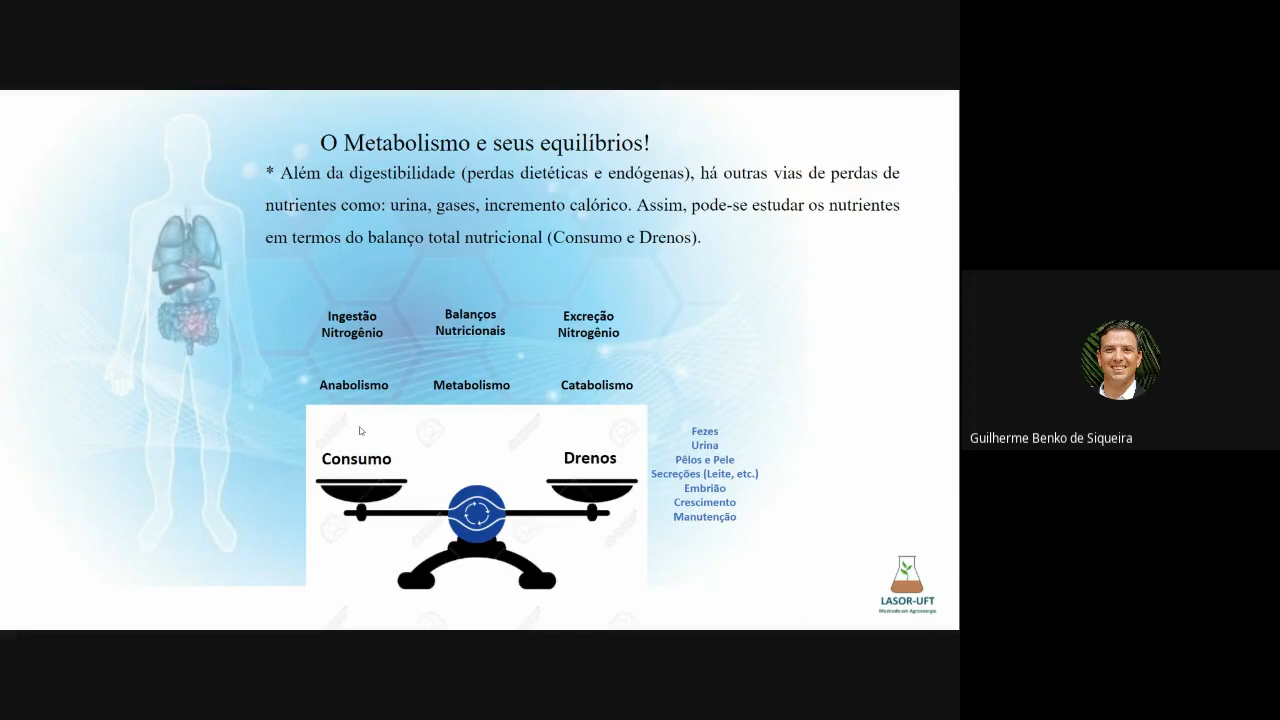 O Metabolismo e seus equilíbrios!
* Além da digestibilidade (perdas dietéticas e endógenas), há outras vias de perdas de
nutrientes como: urina, gases, incremento calórico. Assim, pode-se estudar os nutrientes
em termos do balanço total nutricional (Consumo e Drenos).
Ingestão
Nitrogênio
Balanços
Nutricionais
Excreção
Nitrogênio
Anabolismo
Metabolismo
Catabolismo
Consumo
Drenos
Fezes
Urina
Pêlos e Pele
Secreções (Leite, etc.)
Embrião
Crescimento
Manutenção
LASOR-UFT
Mestrado em Agroenergia
Guilherme Benko de Siqueira